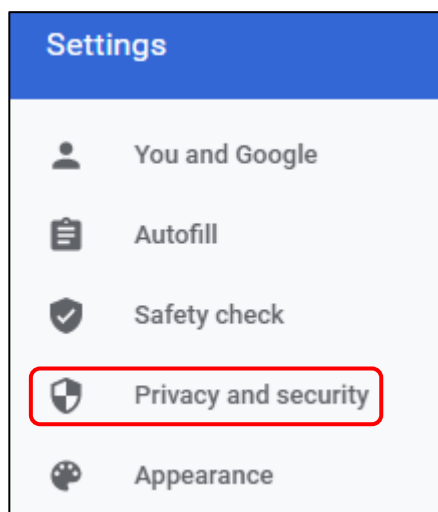 Settings
You and Google
Autofill
Safety check
Privacy and security
Appearance